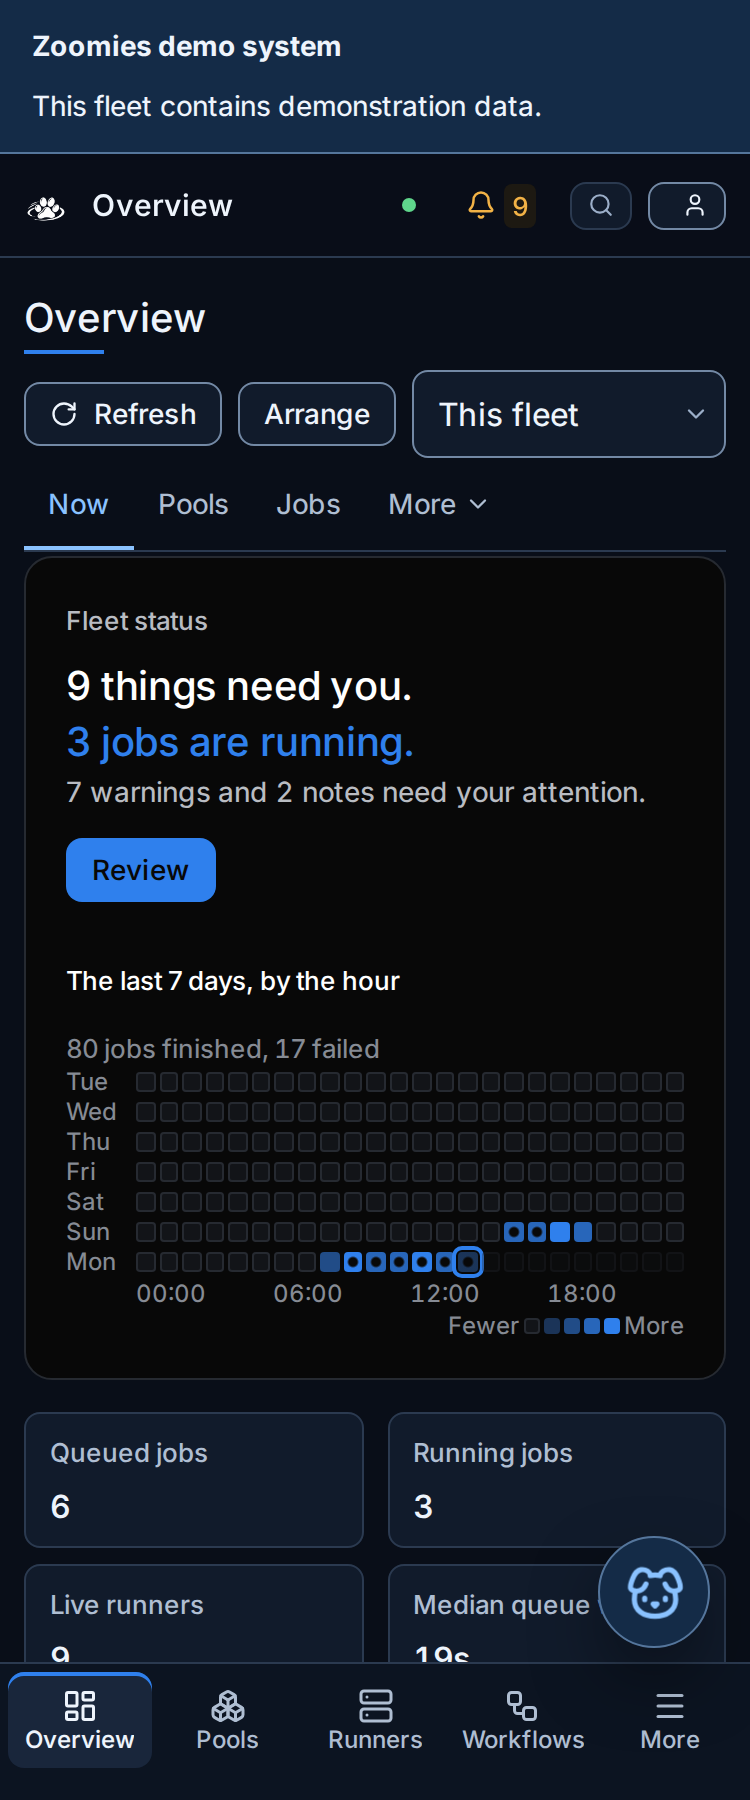 Zoomies demo system
This fleet contains demonstration data.
Overview
9
Overview
Refresh
Arrange
This fleet
Now
Pools
Jobs
More
Fleet status
9 things need you.
3 jobs are running.
7 warnings and 2 notes need your attention.
Review
The last 7 days, by the hour
80 jobs finished, 17 failed
Tue
Wed
Thu
Fri
Sat
Sun
Mon
00:00 06:00 12:00 18:00
Fewer More
Queued jobs
6
Running jobs
3
Live runners
9
Median queue
19s
Overview
Pools
Runners
Workflows
More